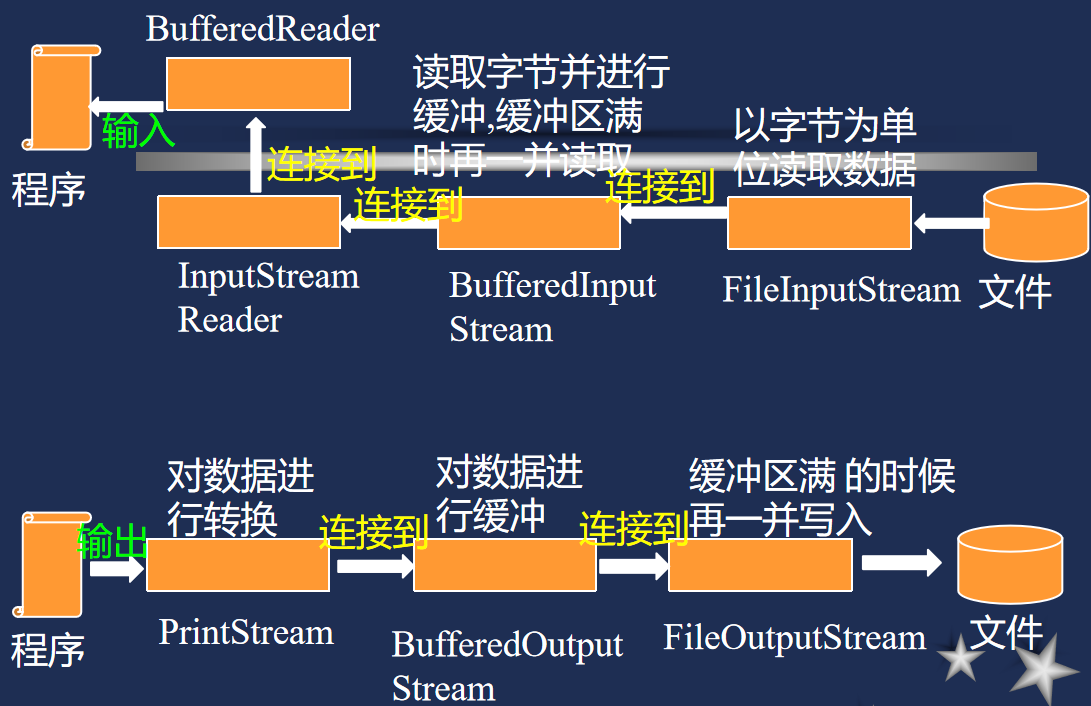 BufferedReader
读取字节并进行
缓冲,缓冲区满
时再一并读取
以字节为单
位读取数据
输入
程序
连接到
连接到
连接到
InputStream
Reader
BufferedInput
Stream
FileInputStream
文件
对数据进
行转换
对数据进
行缓冲
缓冲区满 的时候
再一并写入
输出
连接到
连接到
程序
PrintStream
BufferedOutput
Stream
FileOutputStream
文件